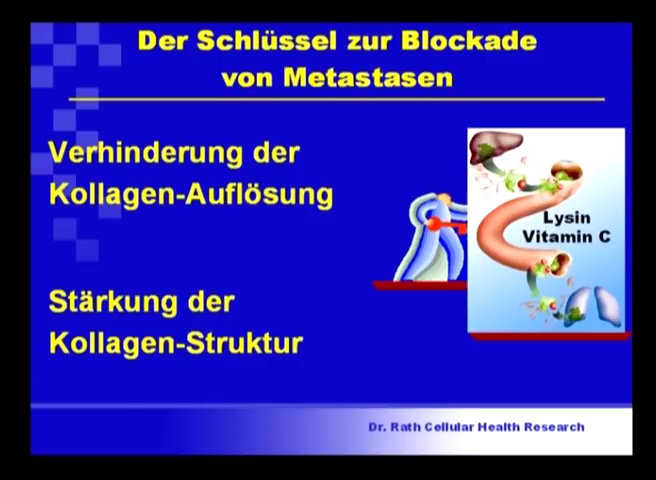 Der Schlüssel zur Blockade
von Metastasen
Verhinderung der
Kollagen-Auflösung
Lysin
Vitamin C
Stärkung der
Kollagen-Struktur
Dr. Rath Cellular Health Research